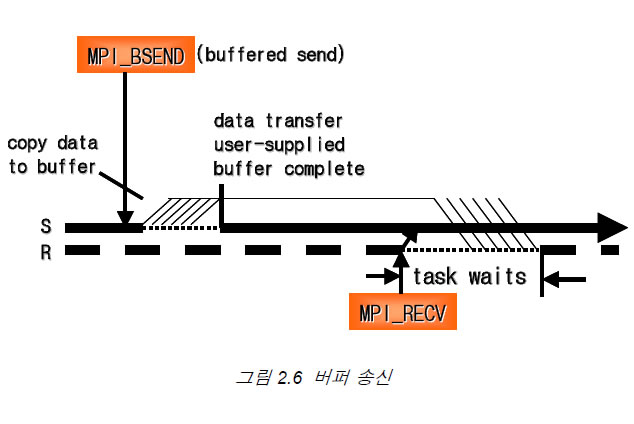 MPI_BSEND (buffered send)
copy data
to buffer
data transfer
user-supplied
buffer complete
S
R
task waits
MPI_RECV
그림 2.6 버퍼 송신